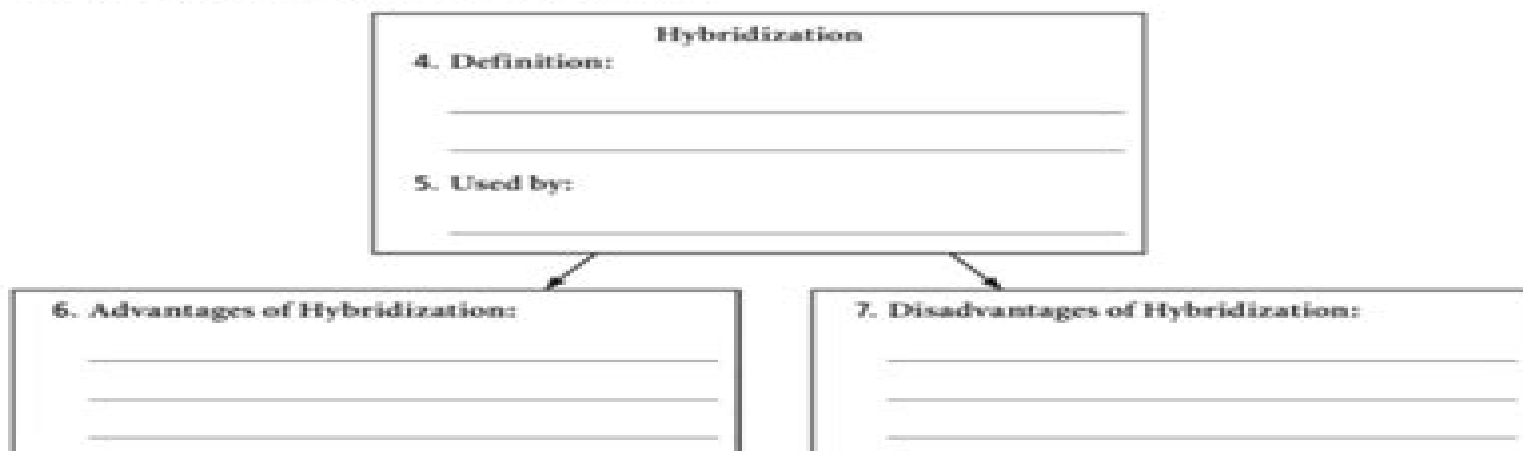 Hybridization
4. Definition:
5. Used by:
6. Advantages of Hybridization:
7. Disadvantages of Hybridization: